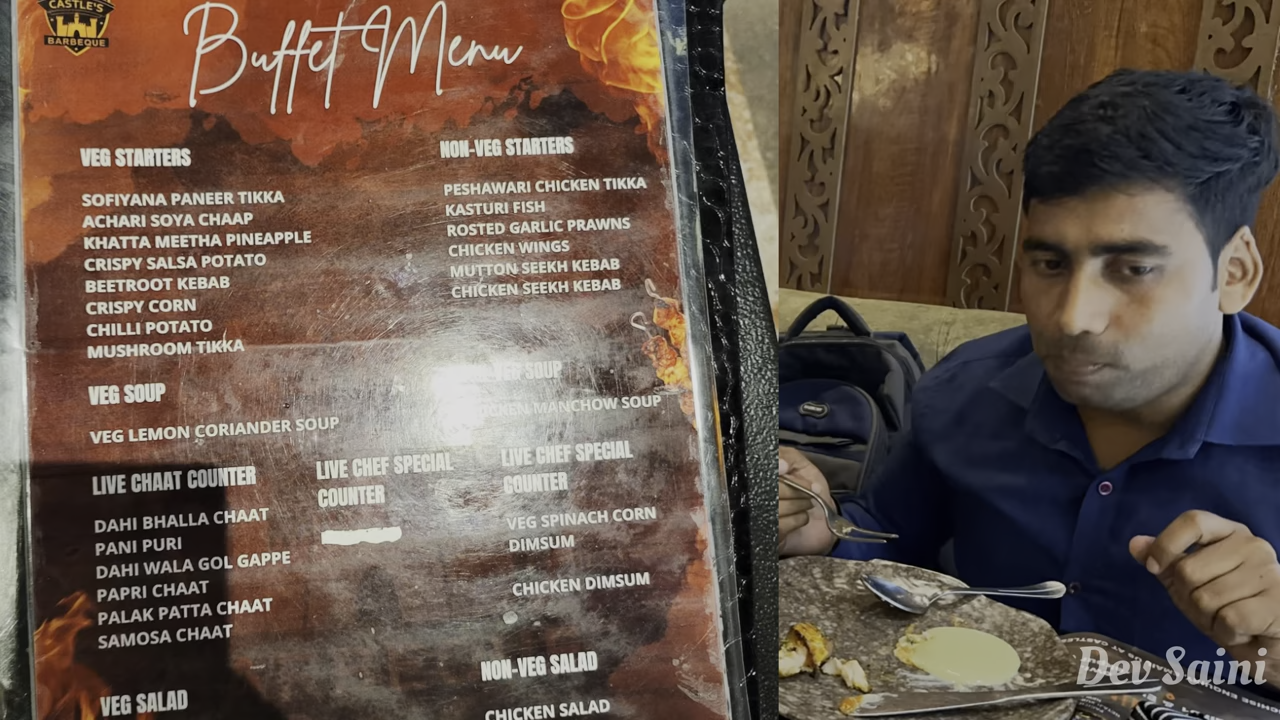 CASTLE'S
BARBEQUE
Buffet Menu
VEG STARTERS
SOFIYANA PANEER TIKKA
ACHARI SOYA CHAAP
KHATTA MEETHA PINEAPPLE
CRISPY SALSA POTATO
BEETROOT KEBAB
CRISPY CORN
CHILLI POTATO
MUSHROOM TIKKA
NON-VEG STARTERS
PESHAWARI CHICKEN TIKKA
KASTURI FISH
ROSTED GARLIC PRAWNS
CHICKEN WINGS
MUTTON SEEKH KEBAB
CHICKEN SEEKH KEBAB
VEG SOUP
VEG LEMON CORIANDER SOUP
SOUP
MANCHOW SOUP
LIVE CHAAT COUNTER
DAHI BHALLA CHAAT
PANI PURI
DAHI WALA GOL GAPPE
PAPRI CHAAT
PALAK PATTA CHAAT
SAMOSA CHAAT
LIVE CHEF SPECIAL
COUNTER
LIVE CHEF SPECIAL
COUNTER
VEG SPINACH CORN
DIMSUM
CHICKEN DIMSUM
VEG SALAD
NON-VEG SALAD
CHICKEN SALAD
Dev Saini